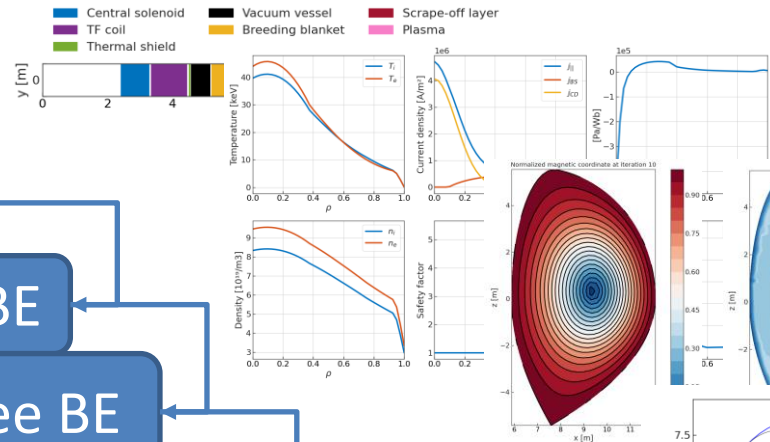 Central solenoid
Vacuum vessel
Scrape-off layer
TF coil
Breeding blanket
Plasma
Thermal shield
y [m]
0
0
2
4
Temperature [keV]
40
30
20
10
0
0.0 0.2 0.4 0.6 0.8 1.0
ρ
Ti
Te
1e6
Current density [A/m²]
4
3
2
1
0
0.0 0.2
j||
jBS
jCD
1e5
[Pa/Wb]
0
−1
−2
−3
Density [10¹⁹/m3]
9
8
7
6
5
4
3
0.0 0.2 0.4 0.6 0.8 1.0
ρ
ni
ne
Safety factor
5
4
3
2
1
0.0 0.2
Normalized magnetic coordinate at iteration 10
z [m]
4
2
0
−2
−4
6 7 8 9 10 11
x [m]
0.90
0.75
0.60
0.45
0.30
0.6
0.6
z [m]
4
2
0
−2
7.5
BE
ee BE